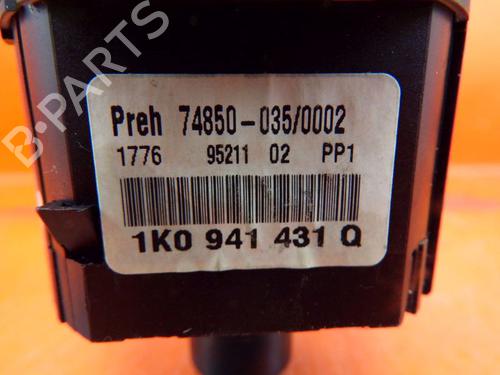 B-PARTS
Preh 74850-035/0002
1776 95211 02 PP1
1K0 941 431 Q